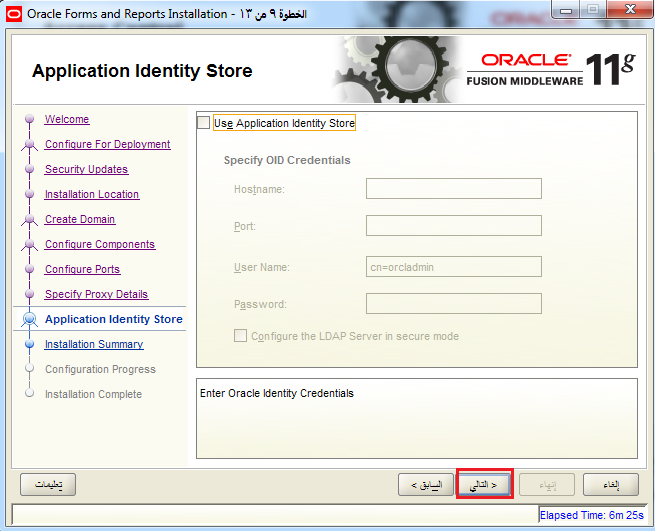 Oracle Forms and Reports Installation - الخطوة ٩ من ١٣
Application Identity Store
ORACLE
FUSION MIDDLEWARE 11g
Welcome
Configure For Deployment
Security Updates
Installation Location
Create Domain
Configure Components
Configure Ports
Specify Proxy Details
Application Identity Store
Installation Summary
Configuration Progress
Installation Complete
Use Application Identity Store
Specify OID Credentials
Hostname:
Port:
User Name: cn=orcladmin
Password:
Configure the LDAP Server in secure mode
Enter Oracle Identity Credentials
تعليمات
< السابق
التالي >
إنهاء
إلغاء
Elapsed Time: 6m 25s